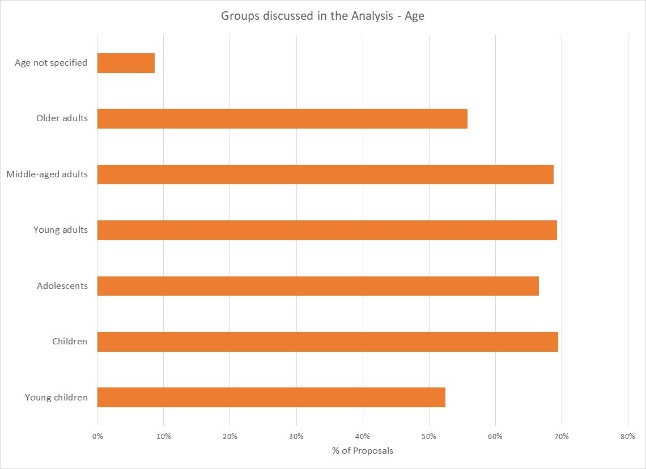 Groups discussed in the Analysis - Age
Age not specified
Older adults
Middle-aged adults
Young adults
Adolescents
Children
Young children
0% 10% 20% 30% 40% 50% 60% 70% 80%
% of Proposals